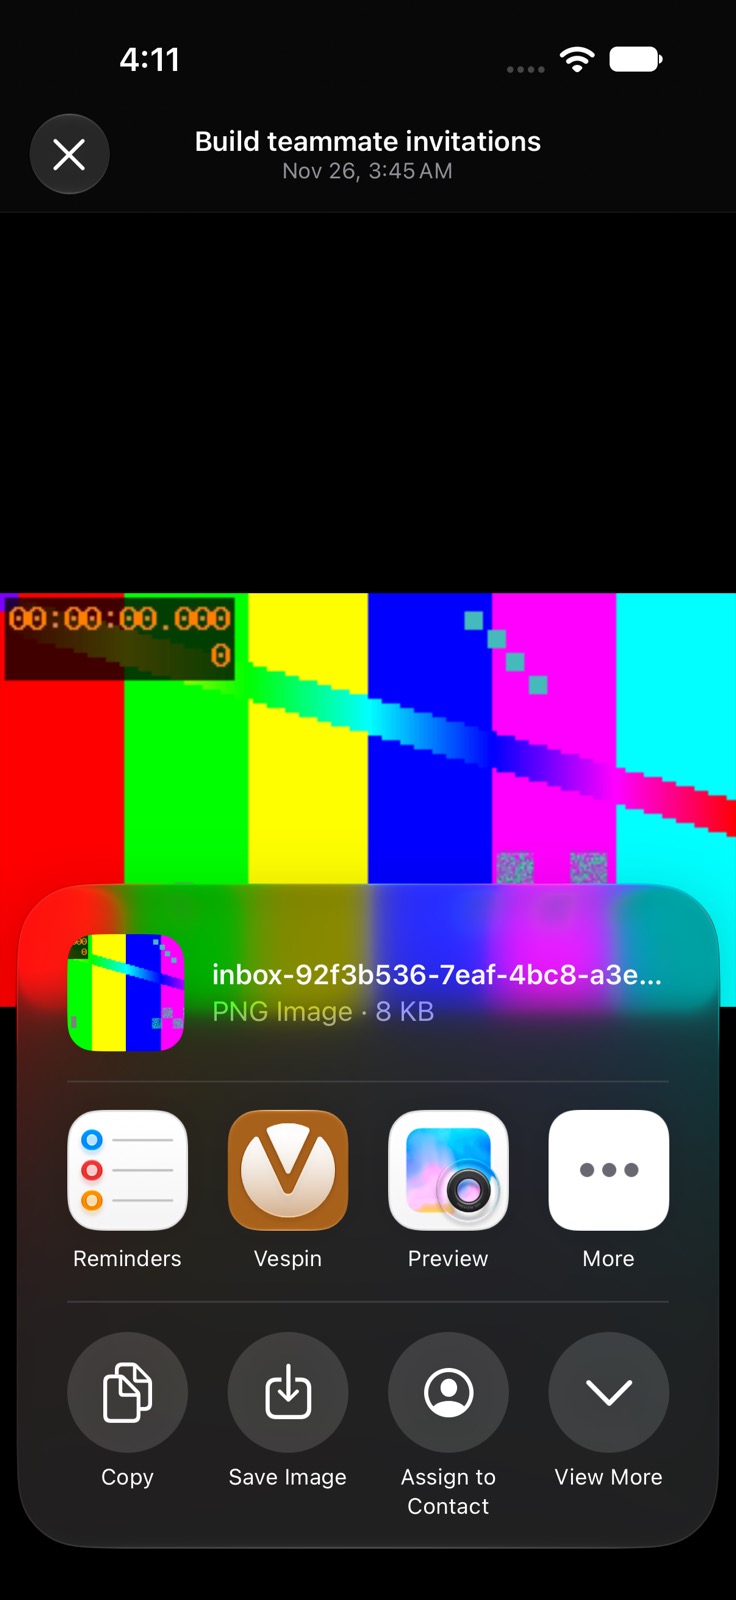 4:11
Build teammate invitations
Nov 26, 3:45 AM
00:00:00.000
0
inbox-92f3b536-7eaf-4bc8-a3e...
PNG Image · 8 KB
Reminders
Vespin
Preview
More
Copy
Save Image
Assign to
Contact
View More